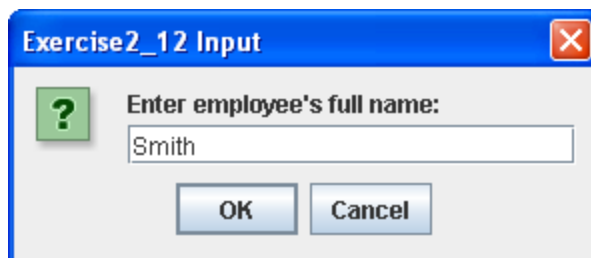 Exercise2_12 Input
?
Enter employee's full name:
Smith
OK Cancel